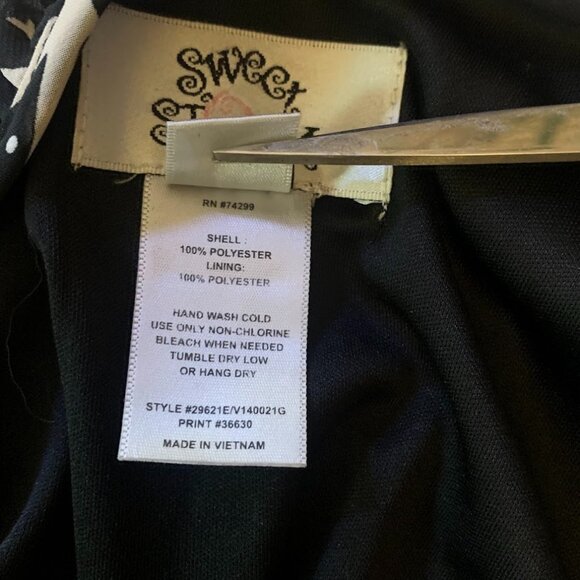 SWEET
RN #74299
SHELL :
100% POLYESTER
LINING:
100% POLYESTER
HAND WASH COLD
USE ONLY NON-CHLORINE
BLEACH WHEN NEEDED
TUMBLE DRY LOW
OR HANG DRY
STYLE #29621E/V140021G
PRINT #36630
MADE IN VIETNAM